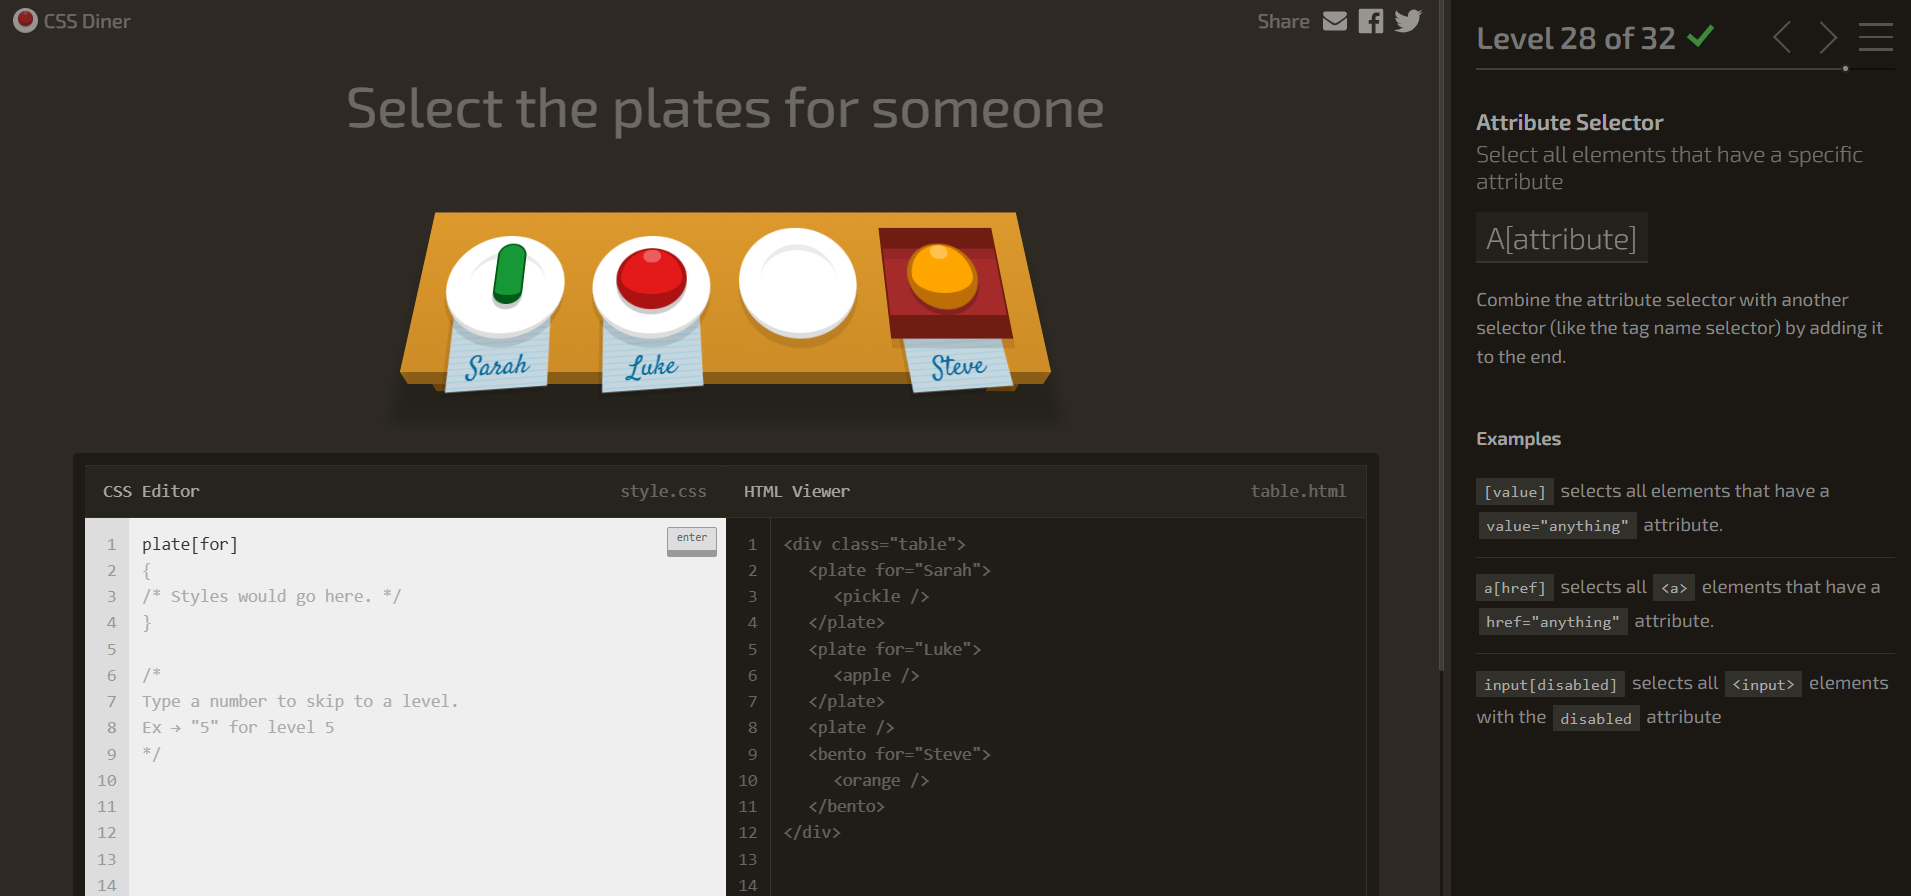 CSS Diner
Share
Select the plates for someone
Sarah
Luke
Steve
CSS Editor
style.css
1 plate[for]
enter
2 {
3 /* Styles would go here. */
4 }
5
6 /*
7 Type a number to skip to a level.
8 Ex → "5" for level 5
9 */
10
11
12
13
14
HTML Viewer
table.html
1 <div class="table">
2 <plate for="Sarah">
3 <pickle />
4 </plate>
5 <plate for="Luke">
6 <apple />
7 </plate>
8 <plate />
9 <bento for="Steve">
10 <orange />
11 </bento>
12 </div>
13
14
Level 28 of 32
Attribute Selector
Select all elements that have a specific
attribute
A[attribute]
Combine the attribute selector with another
selector (like the tag name selector) by adding it
to the end.
Examples
[value] selects all elements that have a
value="anything" attribute.
a[href] selects all <a> elements that have a
href="anything" attribute.
input[disabled] selects all <input> elements
with the disabled attribute